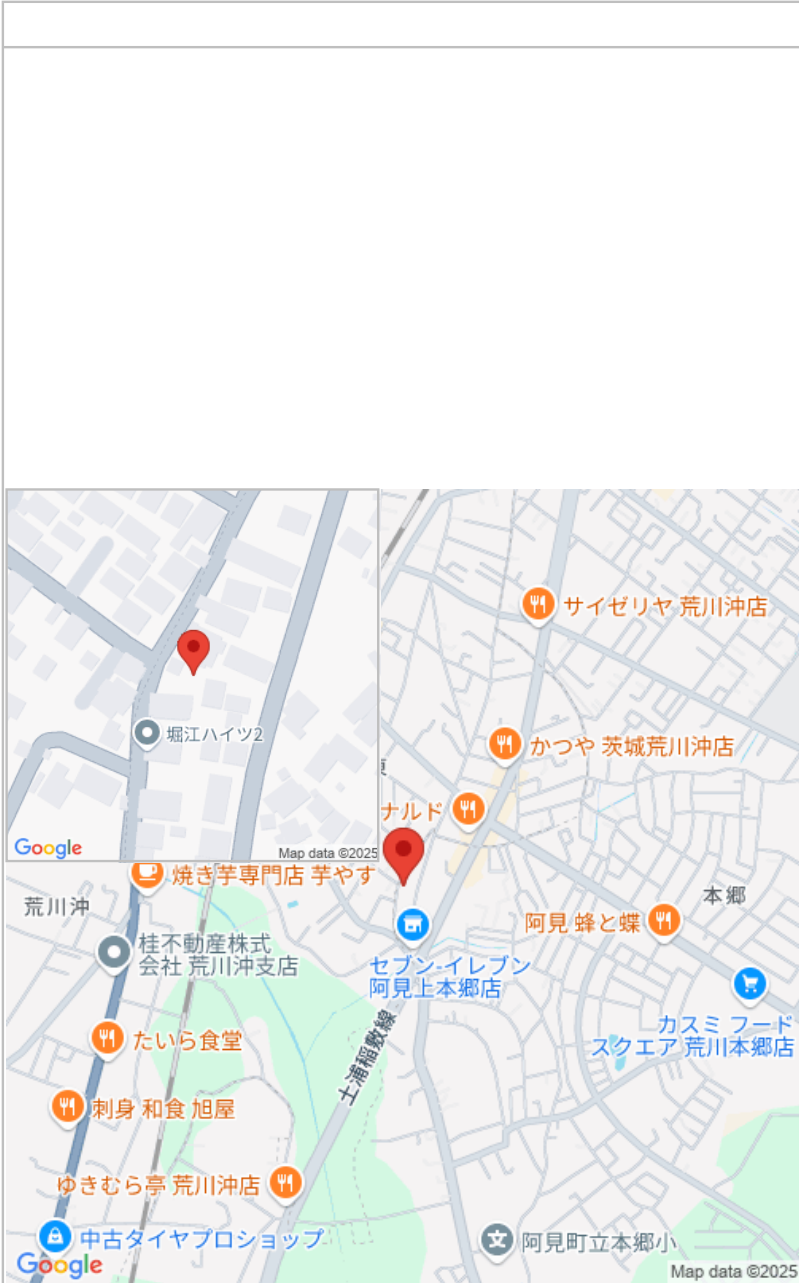 堀江ハイツ2
Google
Map data ©2025
サイゼリヤ 荒川沖店
かつや 茨城荒川沖店
ナルド
焼き芋専門店 芋やす
荒川沖
本郷
阿見 蜂と蝶
桂不動産株式
会社 荒川沖支店
セブン-イレブン
阿見上本郷店
カスミ フード
スクエア 荒川本郷店
たいら食堂
土浦稲敷線
刺身 和食 旭屋
ゆきむら亭 荒川沖店
中古タイヤプロショップ
阿見町立本郷小
Google
Map data ©2025